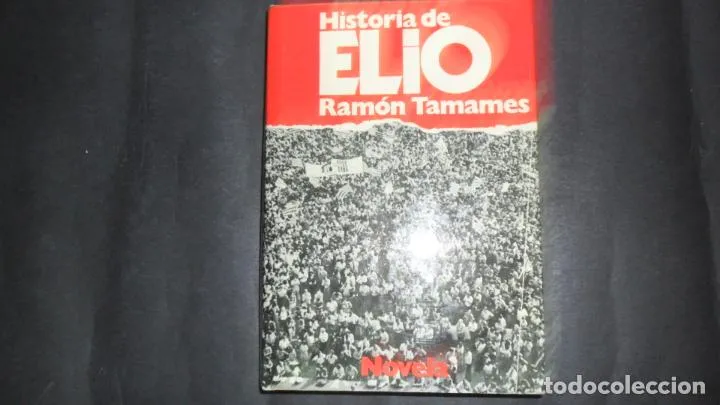 Historia de
ELIO
Ramón Tamames
Novela
todocoleccion